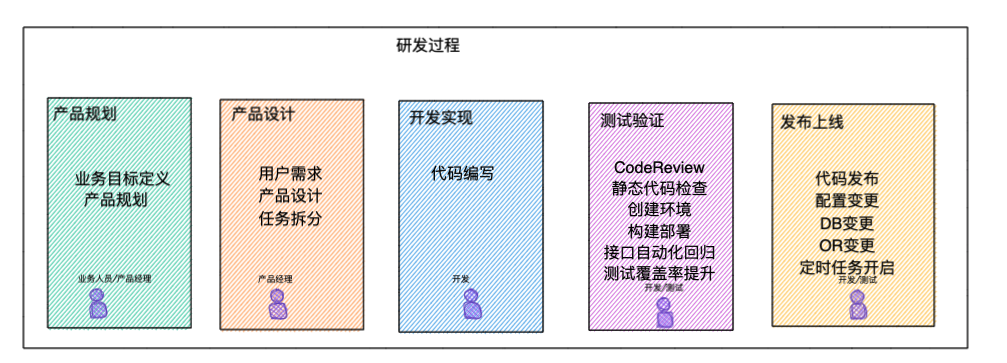 研发过程
产品规划
业务目标定义
产品规划
业务人员/产品经理
产品设计
用户需求
产品设计
任务拆分
产品经理
开发实现
代码编写
开发
测试验证
CodeReview
静态代码检查
创建环境
构建部署
接口自动化回归
测试覆盖率提升
开发/测试
发布上线
代码发布
配置变更
DB变更
OR变更
定时任务开启
开发/测试